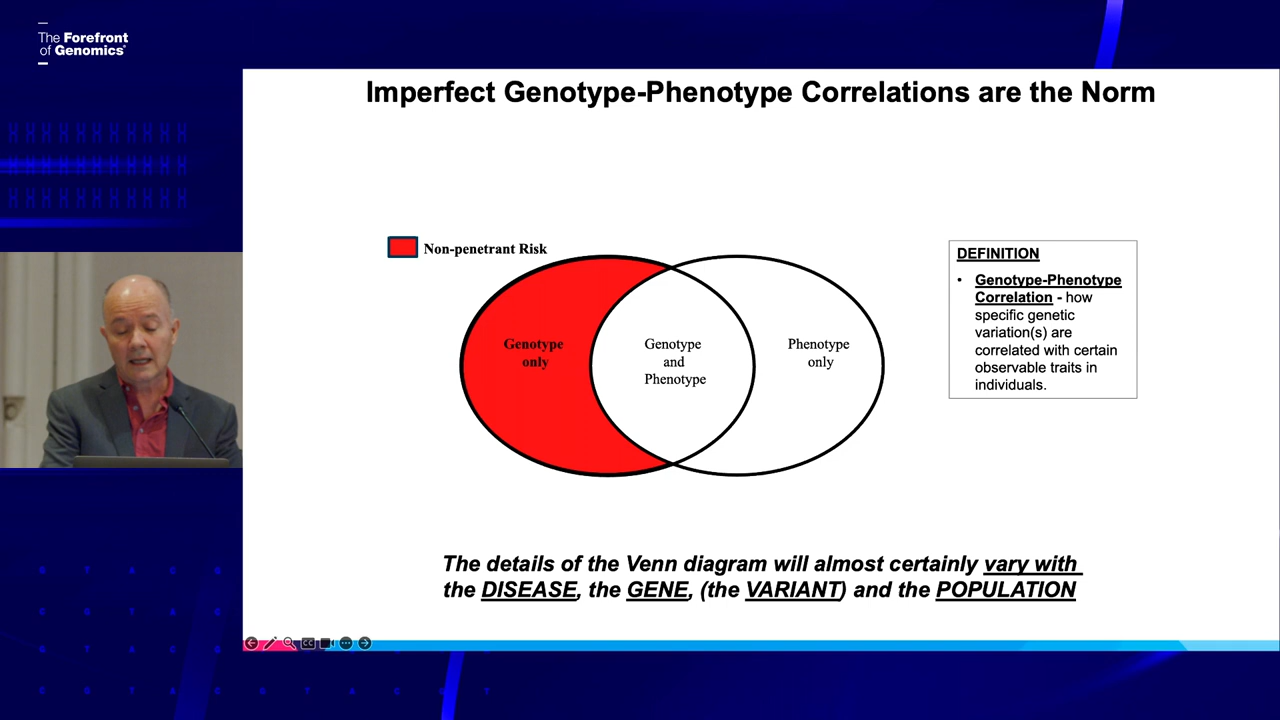 The Forefront
of Genomics®
Imperfect Genotype-Phenotype Correlations are the Norm
Non-penetrant Risk
Genotype
only
Genotype
and
Phenotype
Phenotype
only
DEFINITION
• Genotype-Phenotype
Correlation - how
specific genetic
variation(s) are
correlated with certain
observable traits in
individuals.
The details of the Venn diagram will almost certainly vary with
the DISEASE, the GENE, (the VARIANT) and the POPULATION